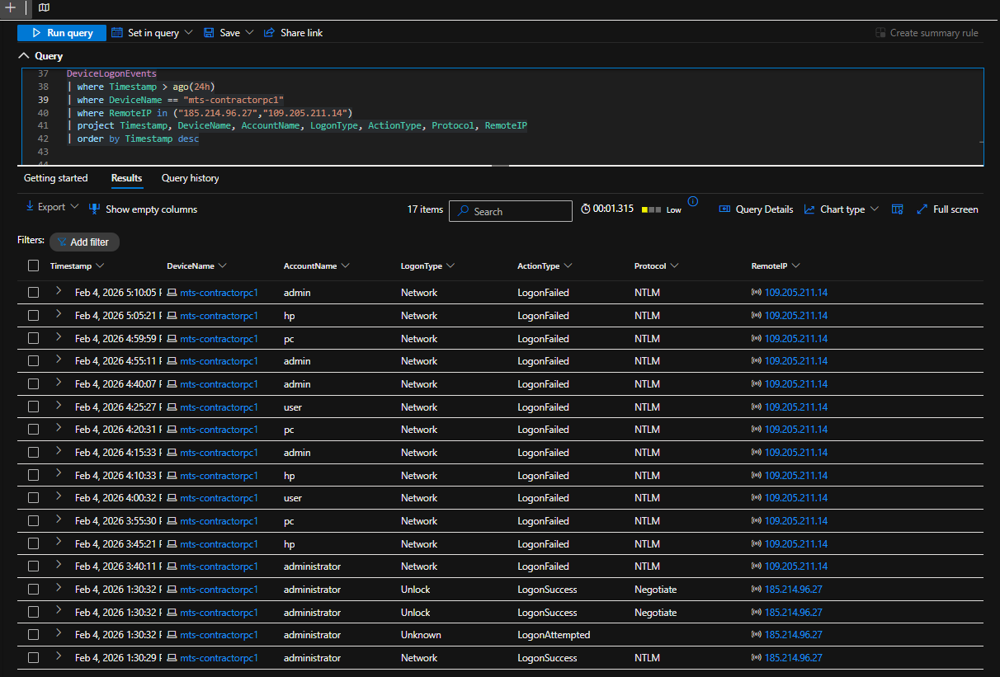 Run query Set in query Save Share link Create summary rule
Query
37 DeviceLogonEvents
38 | where Timestamp > ago(24h)
39 | where DeviceName == "mts-contractorpc1"
40 | where RemoteIP in ("185.214.96.27","109.205.211.14")
41 | project Timestamp, DeviceName, AccountName, LogonType, ActionType, Protocol, RemoteIP
42 | order by Timestamp desc
43
44
Getting started Results Query history
Export Show empty columns 17 items Search 00:01.315 Low Query Details Chart type Full screen
Filters: Add filter
Timestamp DeviceName AccountName LogonType ActionType Protocol RemoteIP
Feb 4, 2026 5:10:05 mts-contractorpc1 admin Network LogonFailed NTLM 109.205.211.14
Feb 4, 2026 5:05:21 mts-contractorpc1 hp Network LogonFailed NTLM 109.205.211.14
Feb 4, 2026 4:59:59 mts-contractorpc1 pc Network LogonFailed NTLM 109.205.211.14
Feb 4, 2026 4:55:11 mts-contractorpc1 admin Network LogonFailed NTLM 109.205.211.14
Feb 4, 2026 4:40:07 mts-contractorpc1 admin Network LogonFailed NTLM 109.205.211.14
Feb 4, 2026 4:25:27 mts-contractorpc1 user Network LogonFailed NTLM 109.205.211.14
Feb 4, 2026 4:20:31 mts-contractorpc1 pc Network LogonFailed NTLM 109.205.211.14
Feb 4, 2026 4:15:33 mts-contractorpc1 admin Network LogonFailed NTLM 109.205.211.14
Feb 4, 2026 4:10:33 mts-contractorpc1 hp Network LogonFailed NTLM 109.205.211.14
Feb 4, 2026 4:00:32 mts-contractorpc1 user Network LogonFailed NTLM 109.205.211.14
Feb 4, 2026 3:55:30 mts-contractorpc1 pc Network LogonFailed NTLM 109.205.211.14
Feb 4, 2026 3:45:21 mts-contractorpc1 hp Network LogonFailed NTLM 109.205.211.14
Feb 4, 2026 3:40:11 mts-contractorpc1 administrator Network LogonFailed NTLM 109.205.211.14
Feb 4, 2026 1:30:32 mts-contractorpc1 administrator Unlock LogonSuccess Negotiate 185.214.96.27
Feb 4, 2026 1:30:32 mts-contractorpc1 administrator Unlock LogonSuccess Negotiate 185.214.96.27
Feb 4, 2026 1:30:32 mts-contractorpc1 administrator Unknown LogonAttempted 185.214.96.27
Feb 4, 2026 1:30:29 mts-contractorpc1 administrator Network LogonSuccess NTLM 185.214.96.27